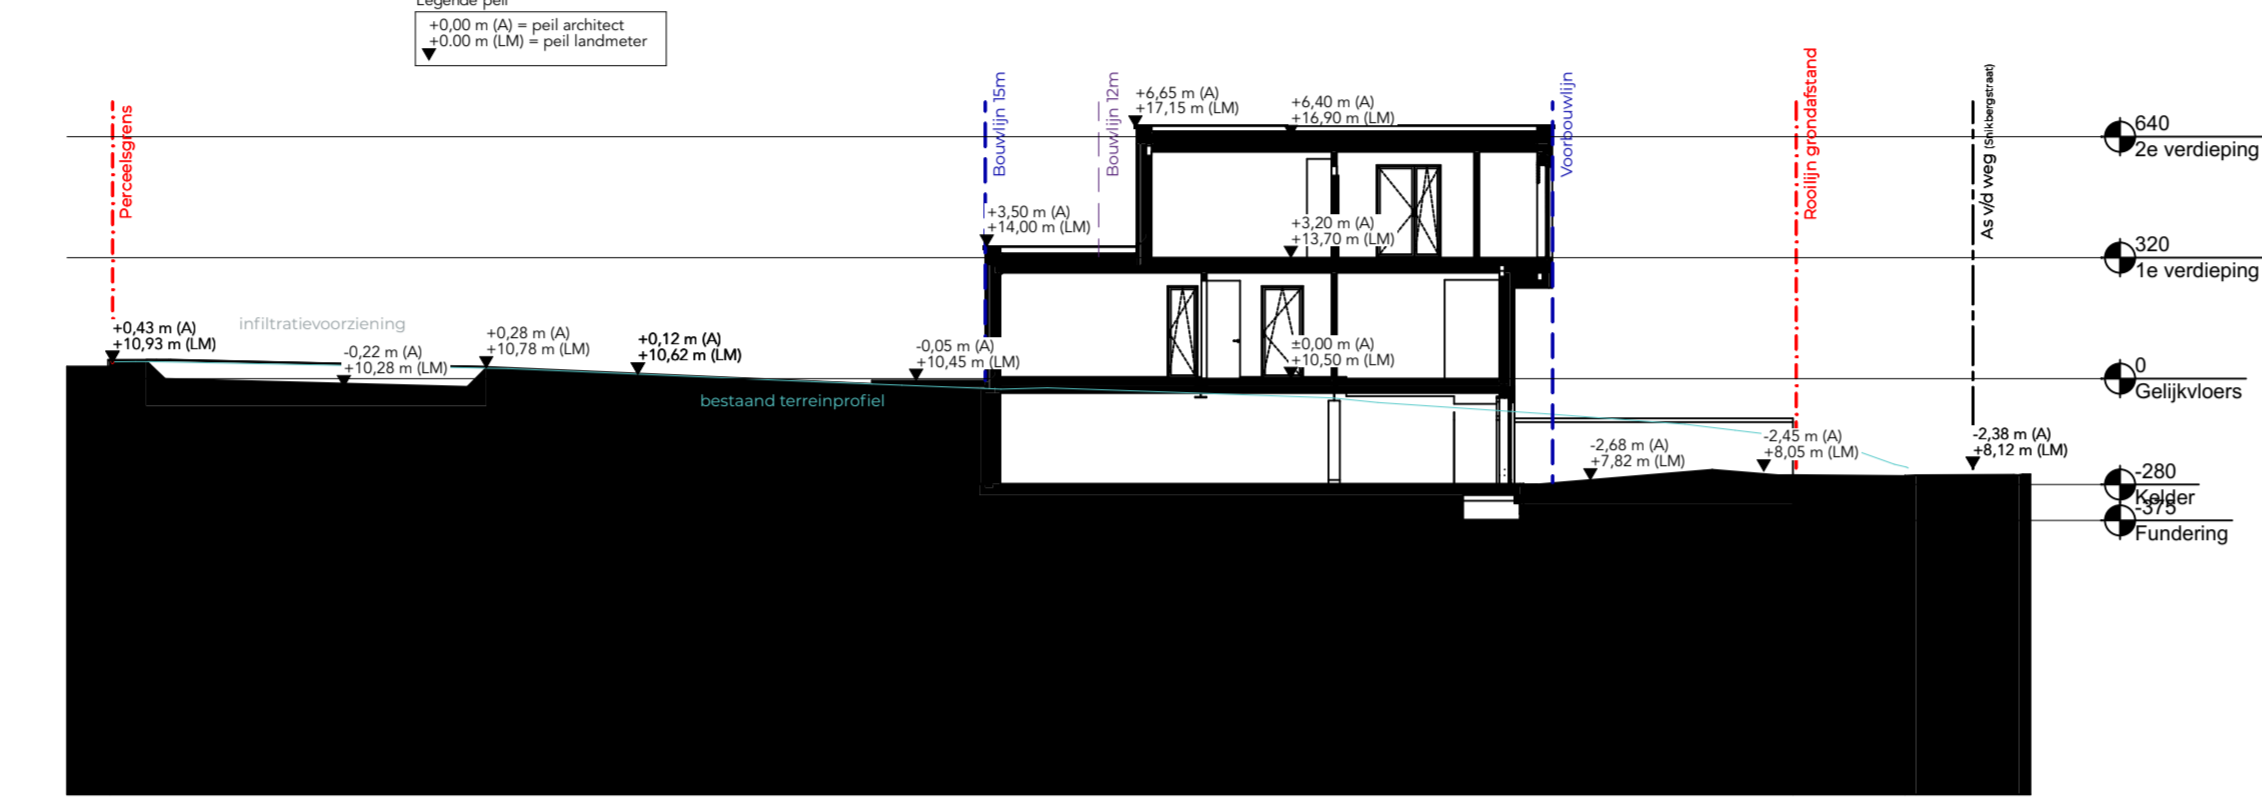 Legende peil
+0,00 m (A) = peil architect
+0.00 m (LM) = peil landmeter
Perceelsgrens
Bouwlijn 15m
Bouwlijn 12m
Voorbouwlijn
Rooilijn grondafstand
As v/d weg (Snikbergstraat)
+6,65 m (A)
+17,15 m (LM)
+6,40 m (A)
+16,90 m (LM)
640
2e verdieping
+3,50 m (A)
+14,00 m (LM)
+3,20 m (A)
+13,70 m (LM)
320
1e verdieping
+0,43 m (A)
+10,93 m (LM)
infiltratievoorziening
-0,22 m (A)
+10,28 m (LM)
+0,28 m (A)
+10,78 m (LM)
+0,12 m (A)
+10,62 m (LM)
-0,05 m (A)
+10,45 m (LM)
±0,00 m (A)
+10,50 m (LM)
0
Gelijkvloers
bestaand terreinprofiel
-2,68 m (A)
+7,82 m (LM)
-2,45 m (A)
+8,05 m (LM)
-2,38 m (A)
+8,12 m (LM)
-280
Kelder
-375
Fundering